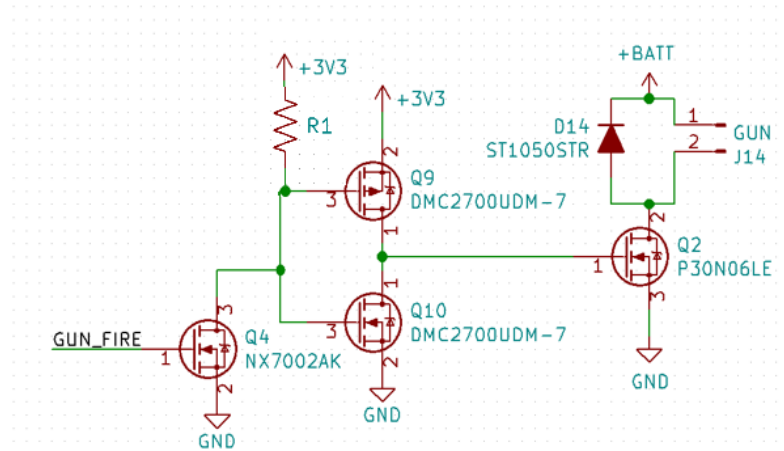 +BATT
+3V3
+3V3
R1
D14
ST1050STR
1
GUN
2
J14
2
Q9
3
DMC2700UDM-7
1
2
Q2
1
P30N06LE
3
1
Q10
3
DMC2700UDM-7
2
GUN_FIRE
3
Q4
1
NX7002AK
2
GND
GND
GND